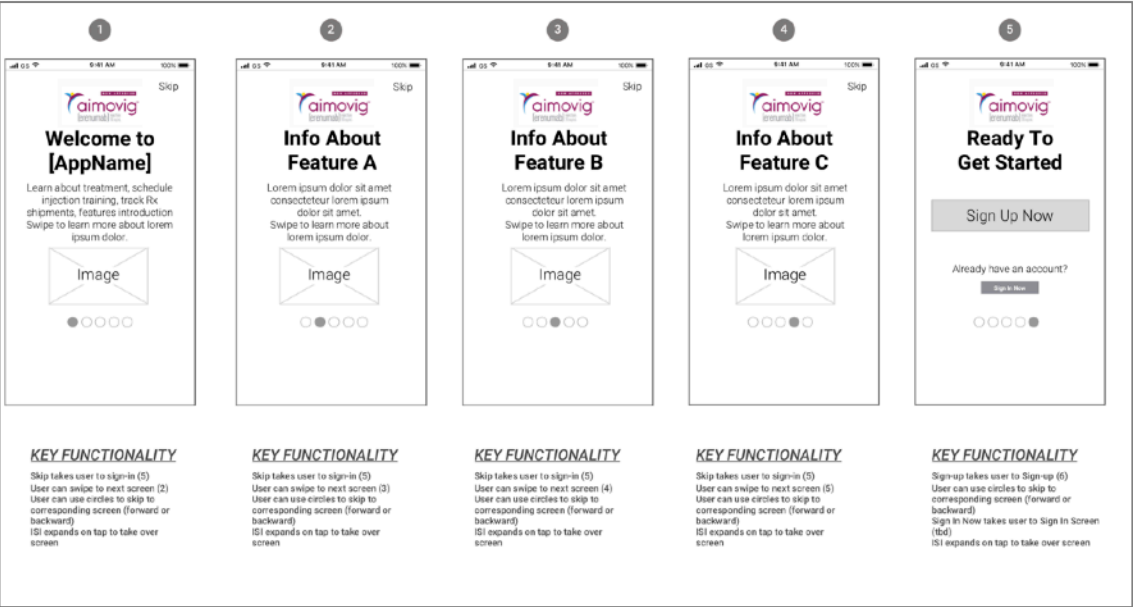 1
GS 9:41 AM 100%
Skip
aimovig
Welcome to
[AppName]
Learn about treatment, schedule
injection training, track Rx
shipments, features introduction
Swipe to learn more about lorem
ipsum dolor.
Image
KEY FUNCTIONALITY
Skip takes user to sign-in (5)
User can swipe to next screen (2)
User can use circles to skip to
corresponding screen (forward or
backward)
ISI expands on tap to take over
screen
2
GS 9:41 AM 100%
Skip
aimovig
Info About
Feature A
Lorem ipsum dolor sit amet
consecteteur lorem ipsum
dolor sit amet.
Swipe to learn more about
lorem ipsum dolor.
Image
KEY FUNCTIONALITY
Skip takes user to sign-in (5)
User can swipe to next screen (3)
User can use circles to skip to
corresponding screen (forward or
backward)
ISI expands on tap to take over
screen
3
GS 9:41 AM 100%
Skip
aimovig
Info About
Feature B
Lorem ipsum dolor sit amet
consecteteur lorem ipsum
dolor sit amet.
Swipe to learn more about
lorem ipsum dolor.
Image
KEY FUNCTIONALITY
Skip takes user to sign-in (5)
User can swipe to next screen (4)
User can use circles to skip to
corresponding screen (forward or
backward)
ISI expands on tap to take over
screen
4
GS 9:41 AM 100%
Skip
aimovig
Info About
Feature C
Lorem ipsum dolor sit amet
consecteteur lorem ipsum
dolor sit amet.
Swipe to learn more about
lorem ipsum dolor.
Image
KEY FUNCTIONALITY
Skip takes user to sign-in (5)
User can swipe to next screen (5)
User can use circles to skip to
corresponding screen (forward or
backward)
ISI expands on tap to take over
screen
5
GS 9:41 AM 100%
aimovig
Ready To
Get Started
Sign Up Now
Already have an account?
Sign In Now
KEY FUNCTIONALITY
Sign-up takes user to Sign-up (6)
User can use circles to skip to
corresponding screen (forward or
backward)
Sign In Now takes user to Sign In Screen
(tbd)
ISI expands on tap to take over screen